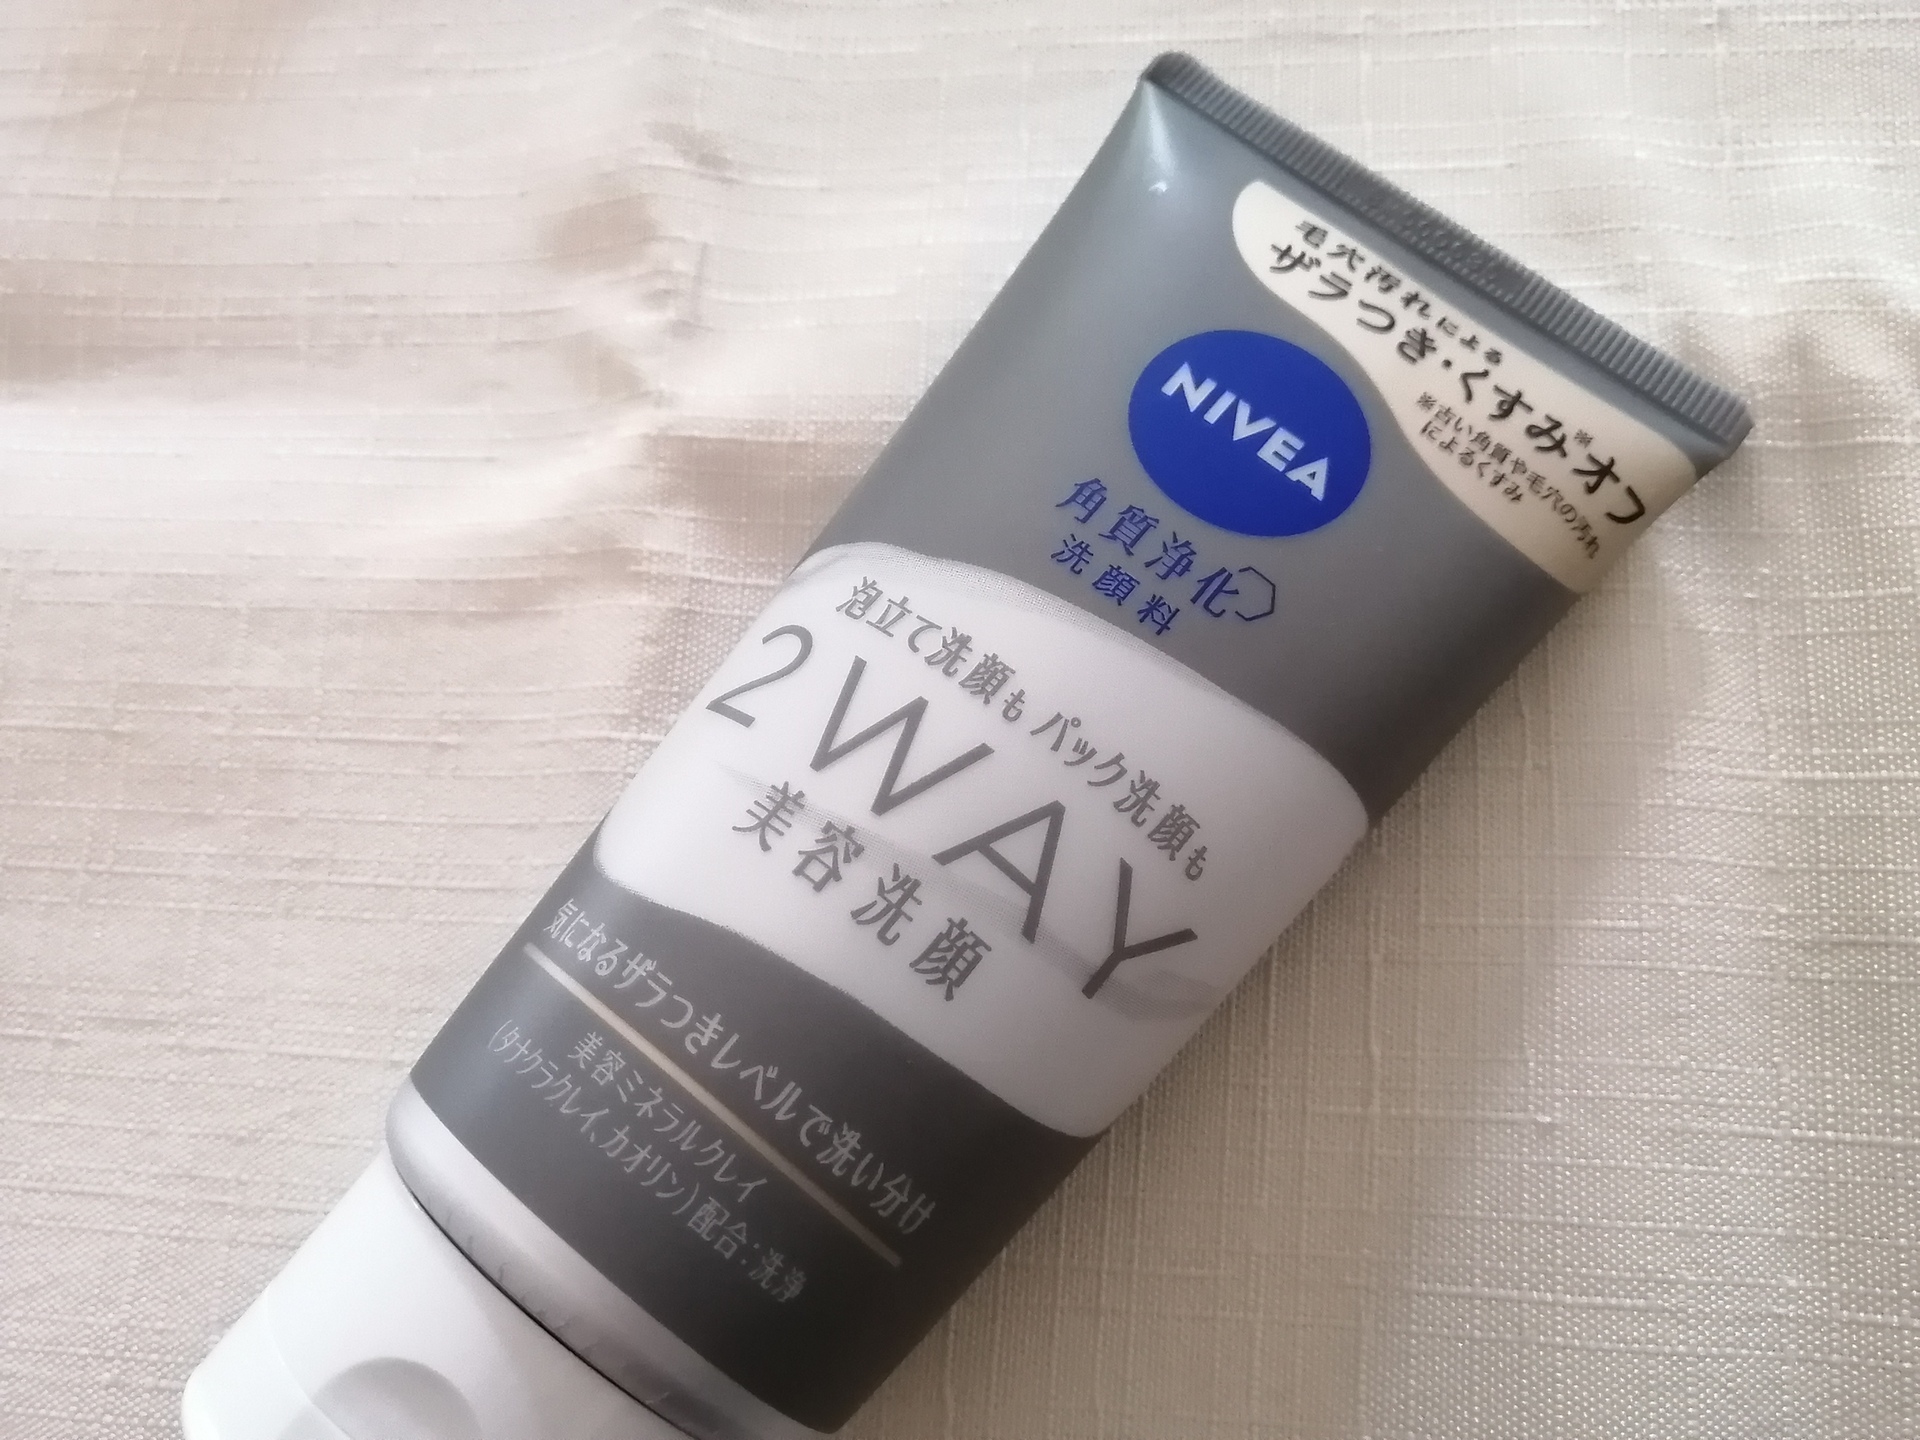 毛穴汚れによる
ザラつき・くすみ※オフ
※古い角質や毛穴の汚れ
によるくすみ
NIVEA
角質浄化
洗顔料
泡立て洗顔も パック洗顔も
2WAY
美容洗顔
気になるザラつきレベルで洗い分け
美容ミネラルクレイ
(タナクラクレイ、カオリン)配合:洗浄